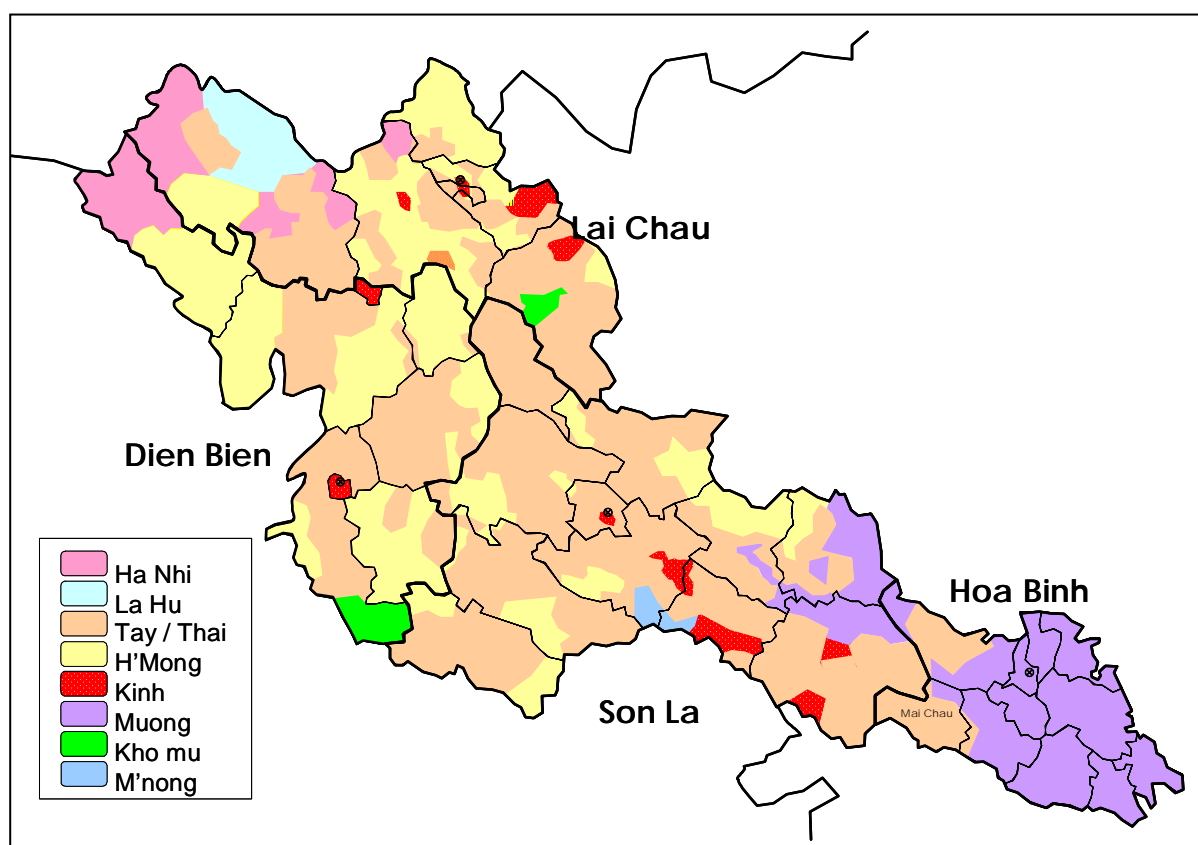 Lai Chau
Dien Bien
Hoa Binh
Son La
Mai Chau
Ha Nhi
La Hu
Tay / Thai
H'Mong
Kinh
Muong
Kho mu
M'nong